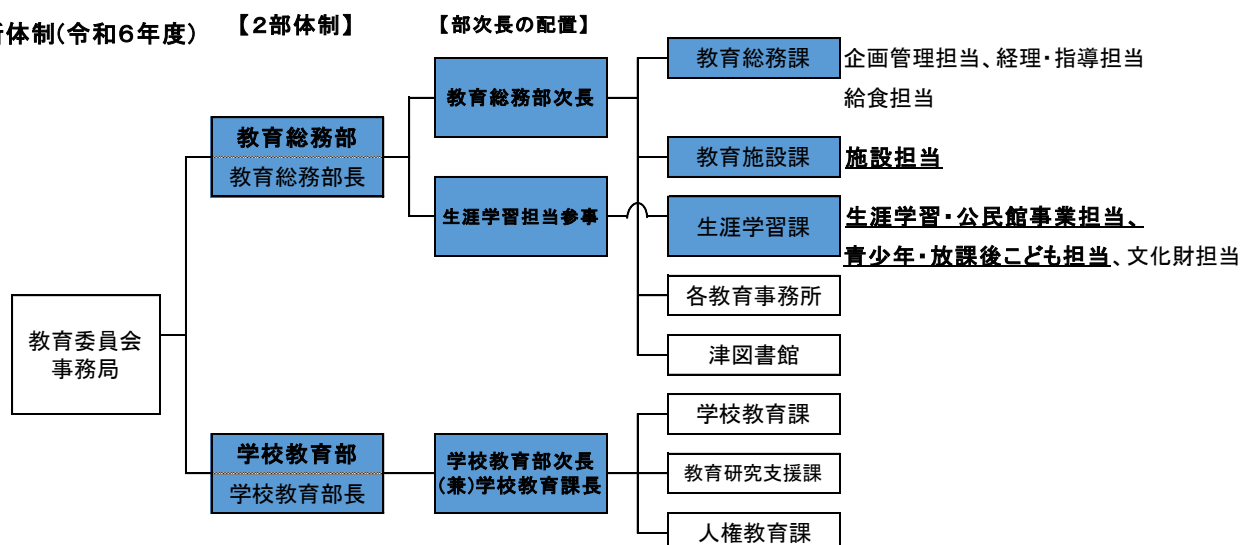 新体制(令和6年度)
【2部体制】
【部次長の配置】
教育総務課
企画管理担当、経理・指導担当
給食担当
教育総務部次長
教育総務部
教育総務部長
教育施設課
施設担当
生涯学習担当参事
生涯学習課
生涯学習・公民館事業担当、
青少年・放課後こども担当、文化財担当
各教育事務所
教育委員会
事務局
津図書館
学校教育課
学校教育部
学校教育部長
学校教育部次長
(兼)学校教育課長
教育研究支援課
人権教育課